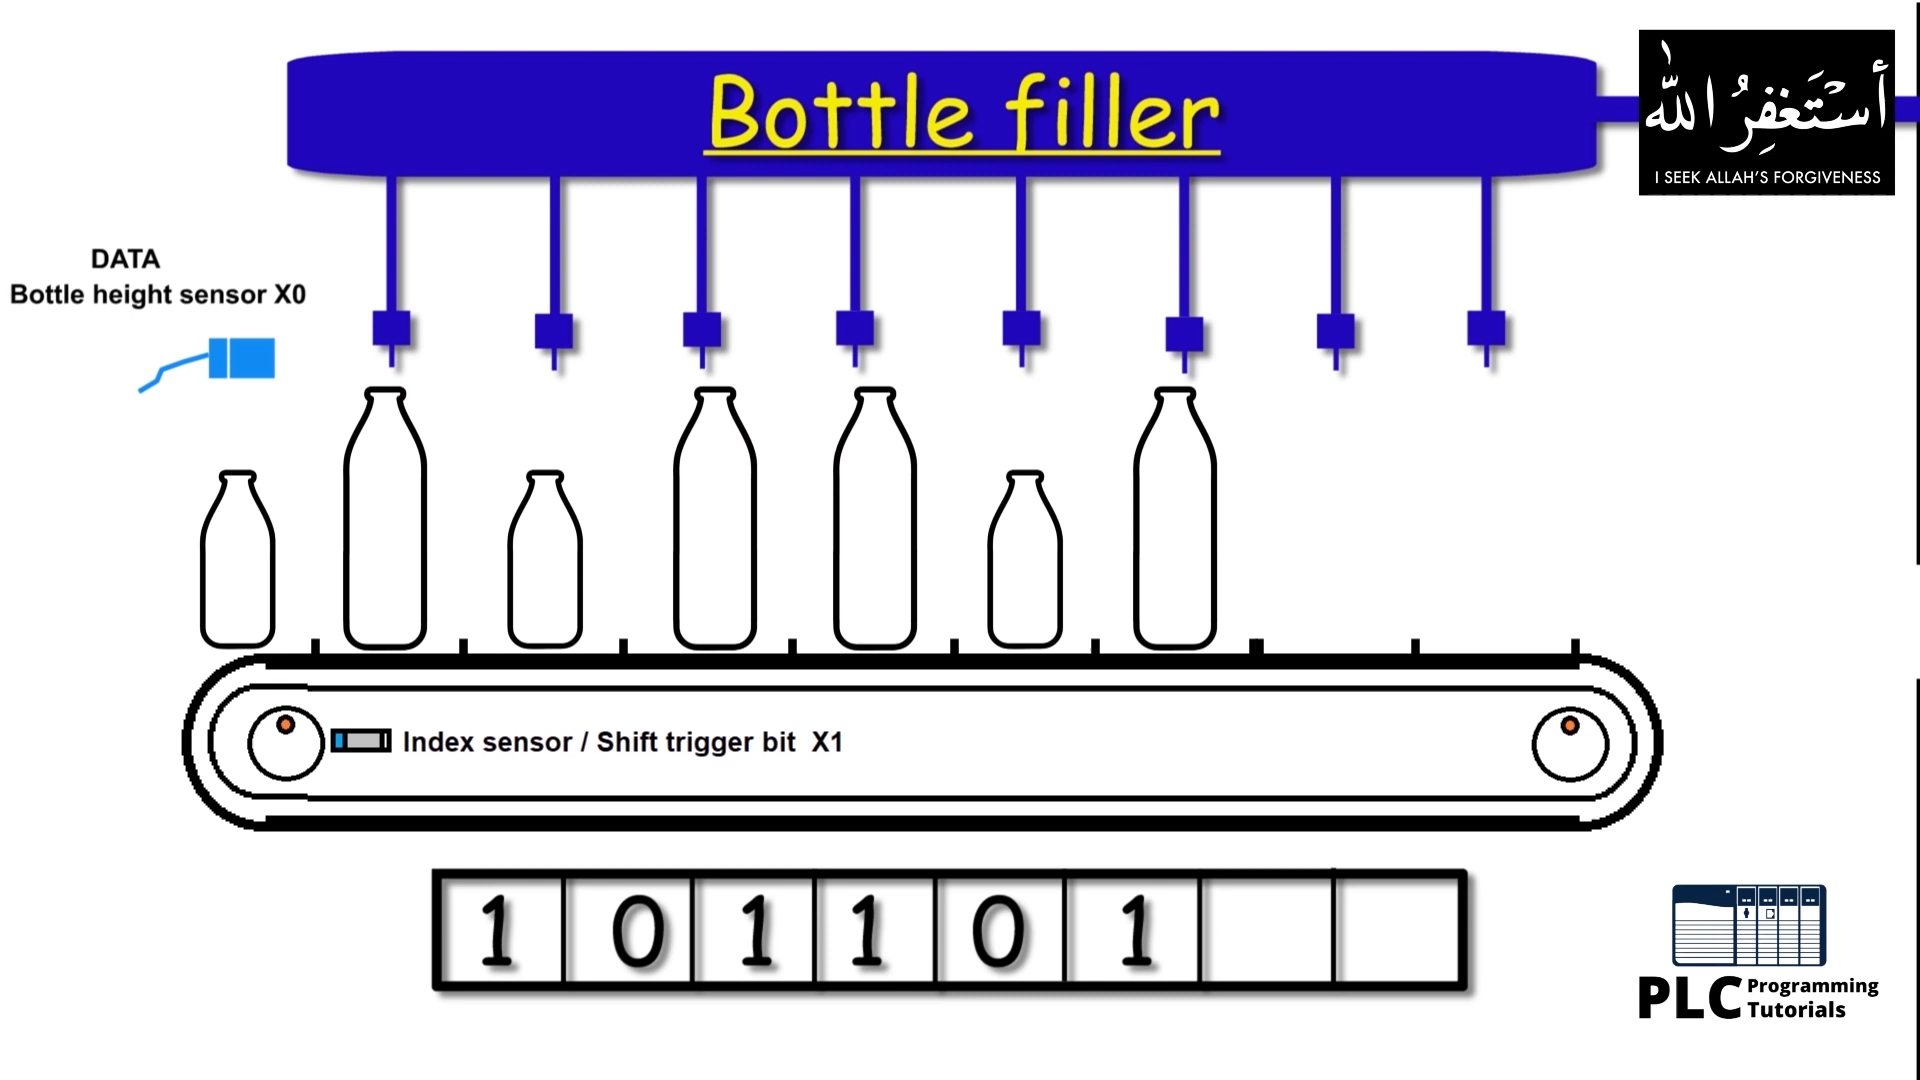 Bottle filler
أَسْتَغْفِرُ اللّٰه
I SEEK ALLAH'S FORGIVENESS
DATA
Bottle height sensor X0
Index sensor / Shift trigger bit X1
1 0 1 1 0 1
PLC Programming
Tutorials